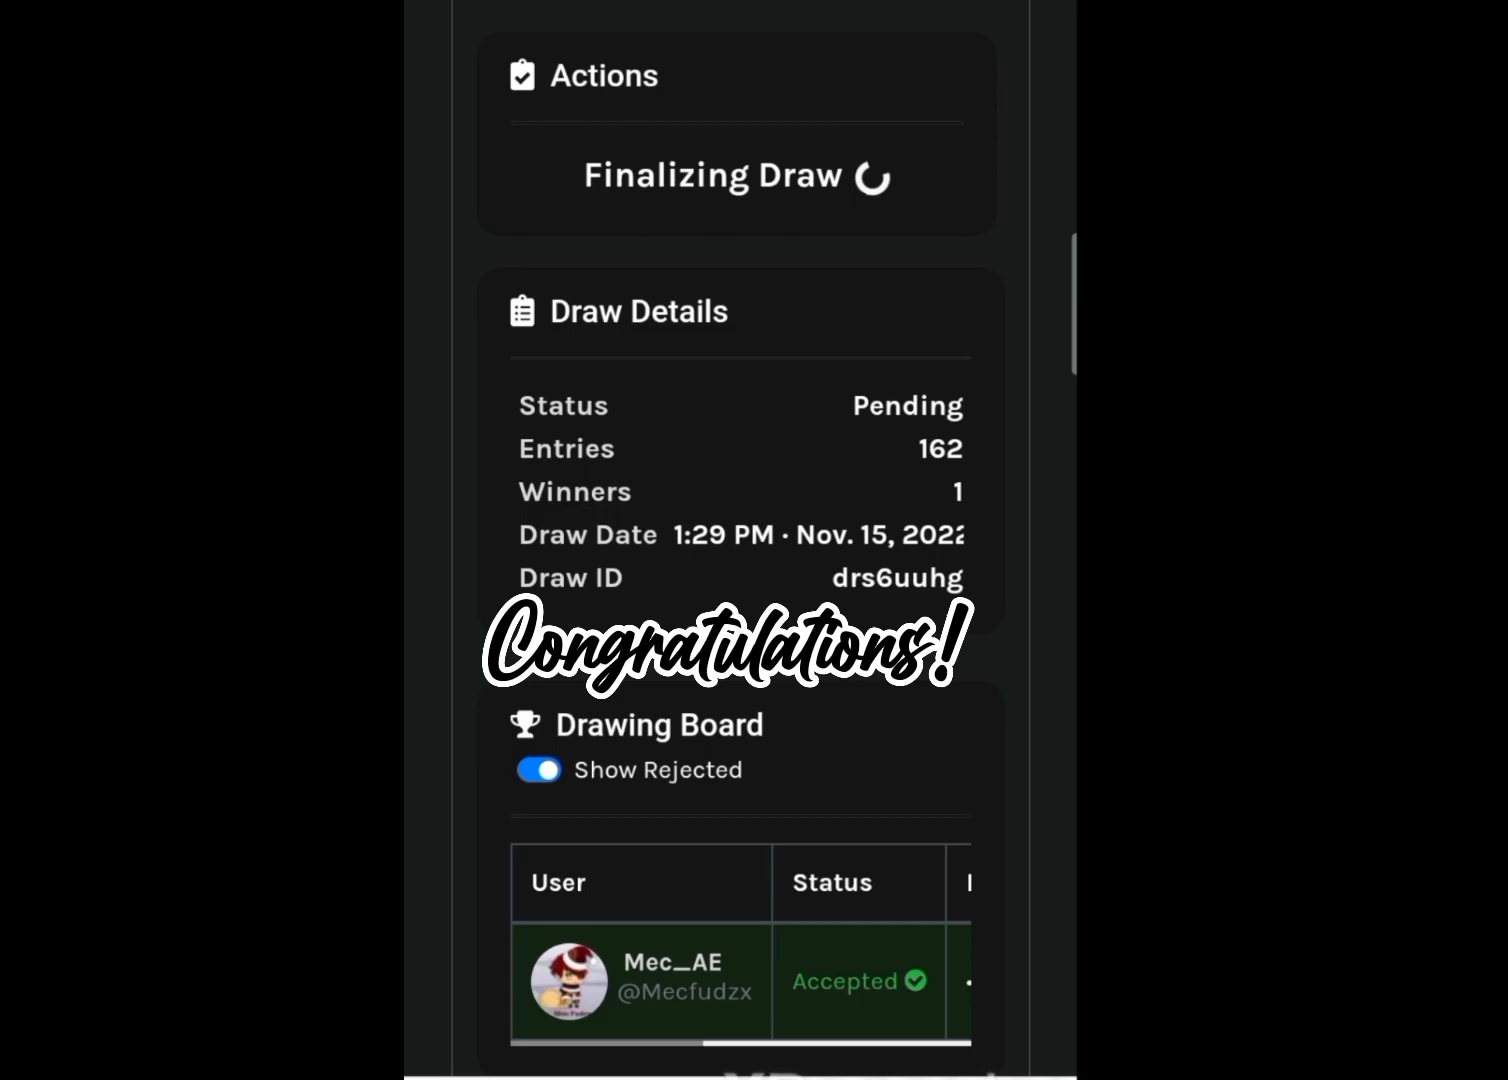 Actions
Finalizing Draw
Draw Details
Status Pending
Entries 162
Winners 1
Draw Date 1:29 PM · Nov. 15, 2022
Draw ID drs6uuhg
Congratulations!
Drawing Board
Show Rejected
User Status
Mec_AE
@Mecfudzx
Accepted